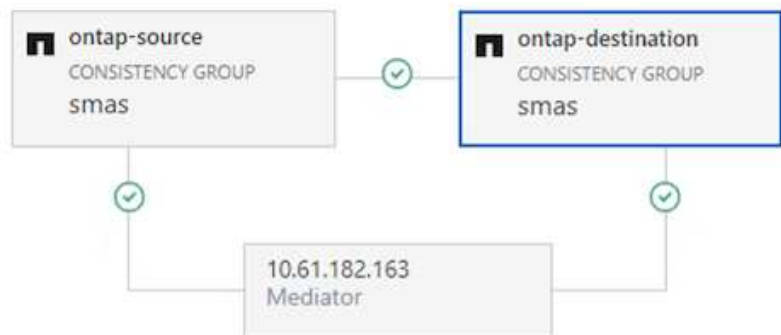 ontap-source
CONSISTENCY GROUP
smas
ontap-destination
CONSISTENCY GROUP
smas
10.61.182.163
Mediator